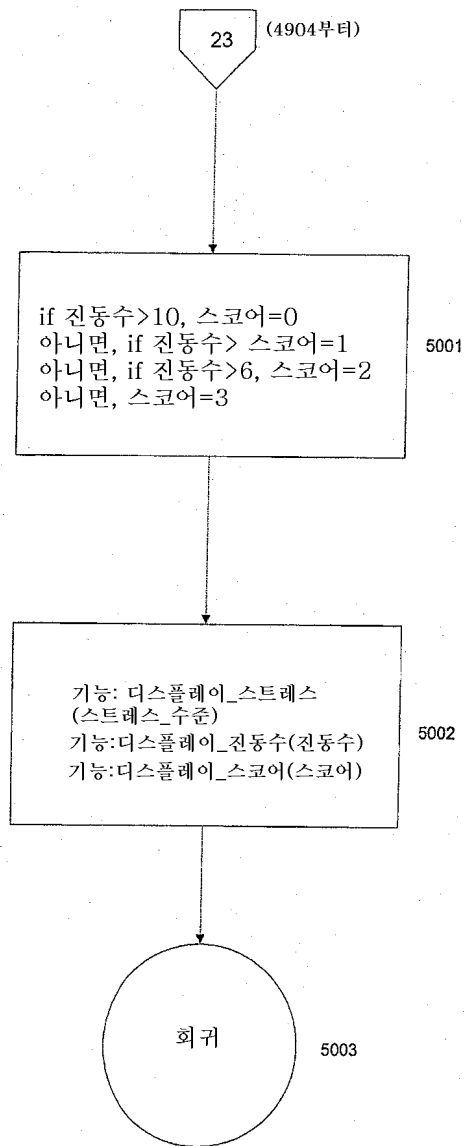 23
(4904부터)
if 진동수>10, 스코어=0
아니면, if 진동수> 스코어=1
아니면, if 진동수>6, 스코어=2
아니면, 스코어=3
5001
기능: 디스플레이_스트레스
(스트레스_수준)
기능:디스플레이_진동수(진동수)
기능:디스플레이_스코어(스코어)
5002
회귀
5003